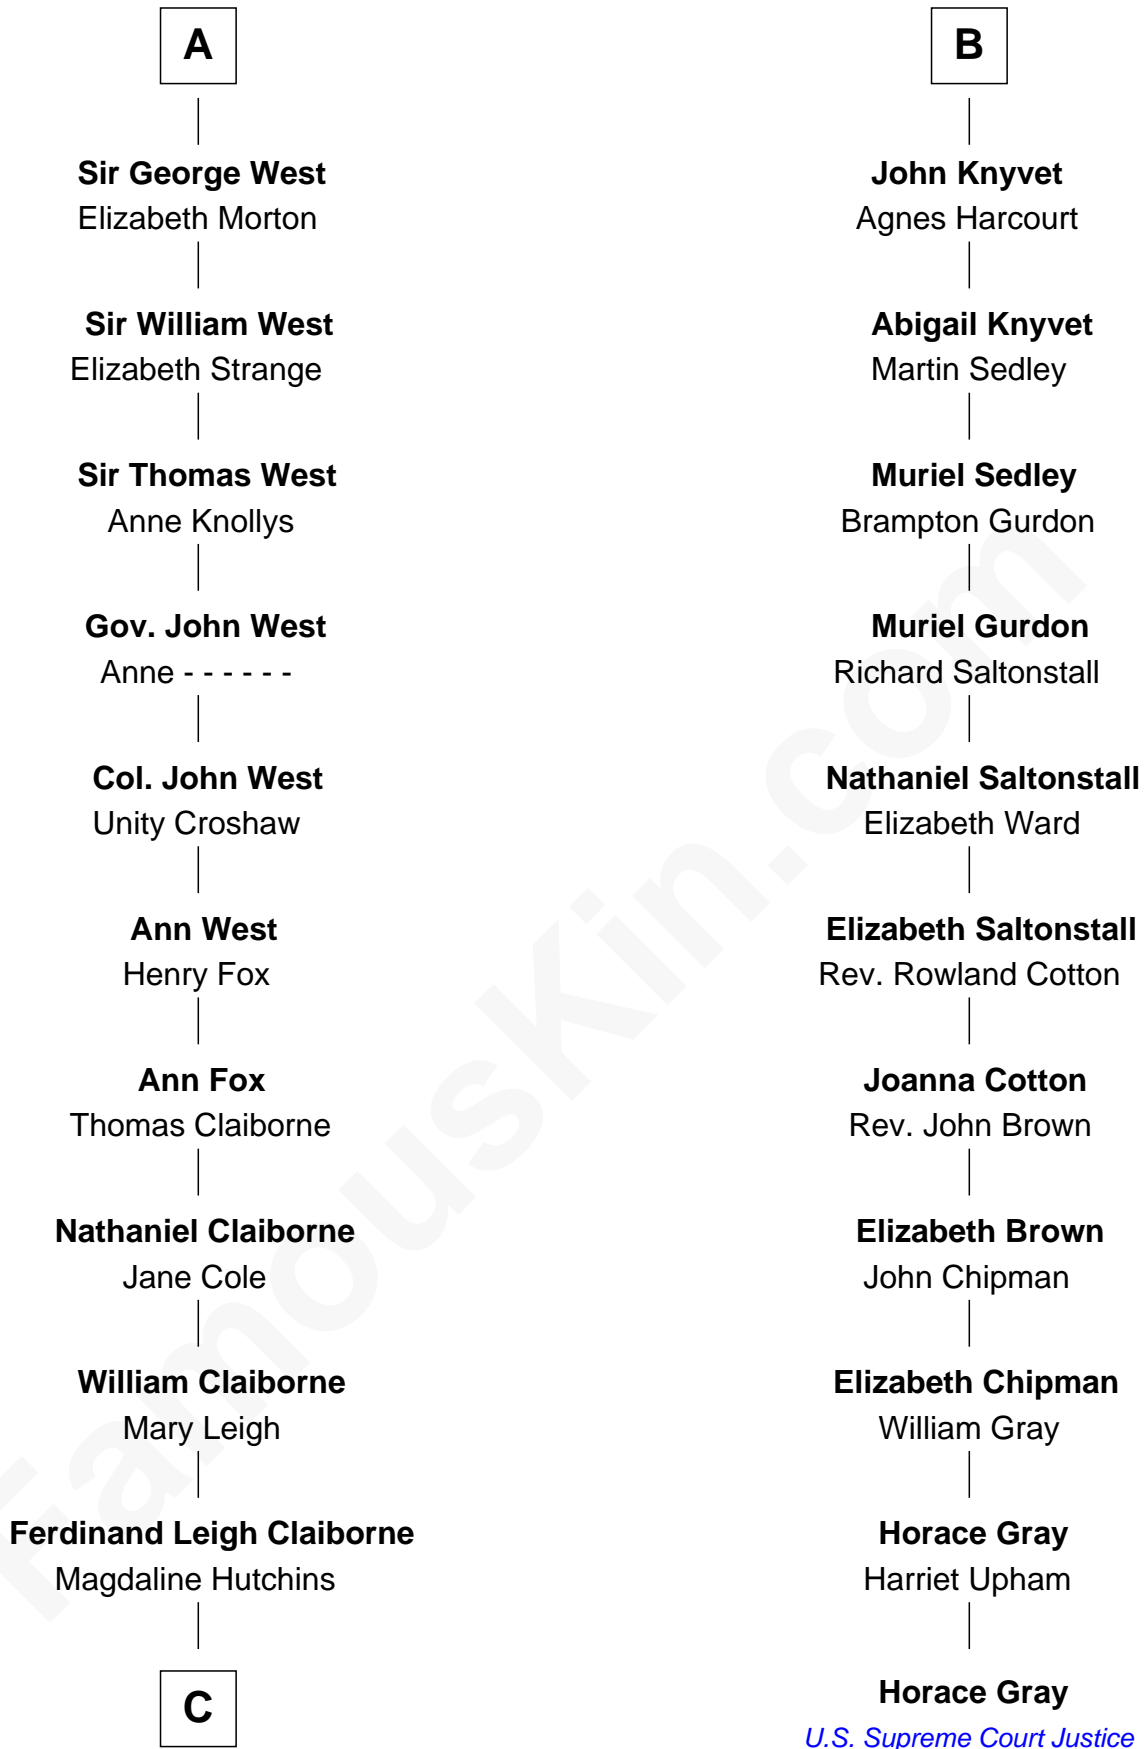 A
Sir George West
Elizabeth Morton
Sir William West
Elizabeth Strange
Sir Thomas West
Anne Knollys
Gov. John West
Anne - - - - - -
Col. John West
Unity Croshaw
Ann West
Henry Fox
Ann Fox
Thomas Claiborne
Nathaniel Claiborne
Jane Cole
William Claiborne
Mary Leigh
Ferdinand Leigh Claiborne
Magdaline Hutchins
C
B
John Knyvet
Agnes Harcourt
Abigail Knyvet
Martin Sedley
Muriel Sedley
Brampton Gurdon
Muriel Gurdon
Richard Saltonstall
Nathaniel Saltonstall
Elizabeth Ward
Elizabeth Saltonstall
Rev. Rowland Cotton
Joanna Cotton
Rev. John Brown
Elizabeth Brown
John Chipman
Elizabeth Chipman
William Gray
Horace Gray
Harriet Upham
Horace Gray
U.S. Supreme Court Justice
FamousKin.com